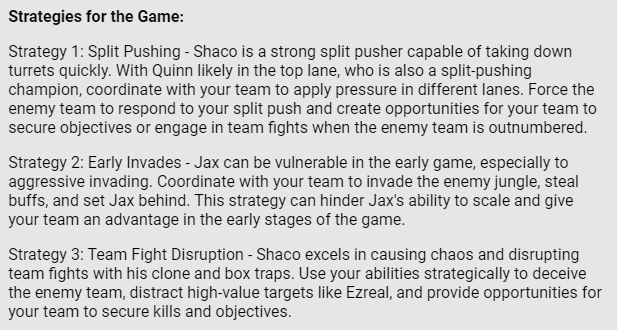 Strategies for the Game:
Strategy 1: Split Pushing - Shaco is a strong split pusher capable of taking down
turrets quickly. With Quinn likely in the top lane, who is also a split-pushing
champion, coordinate with your team to apply pressure in different lanes. Force the
enemy team to respond to your split push and create opportunities for your team to
secure objectives or engage in team fights when the enemy team is outnumbered.
Strategy 2: Early Invades - Jax can be vulnerable in the early game, especially to
aggressive invading. Coordinate with your team to invade the enemy jungle, steal
buffs, and set Jax behind. This strategy can hinder Jax's ability to scale and give
your team an advantage in the early stages of the game.
Strategy 3: Team Fight Disruption - Shaco excels in causing chaos and disrupting
team fights with his clone and box traps. Use your abilities strategically to deceive
the enemy team, distract high-value targets like Ezreal, and provide opportunities for
your team to secure kills and objectives.